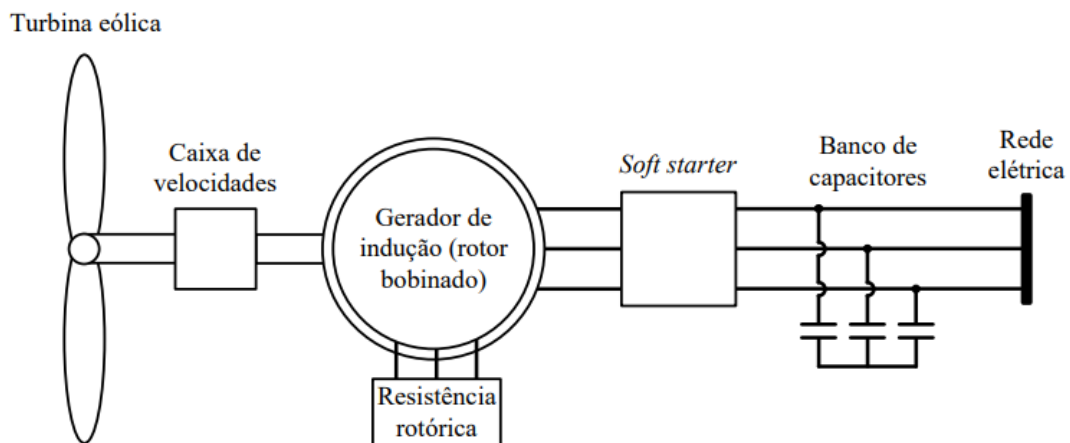 Turbina eólica
Caixa de
velocidades
Gerador de
indução (rotor
bobinado)
Resistência
rotórica
Soft starter
Banco de
capacitores
Rede
elétrica